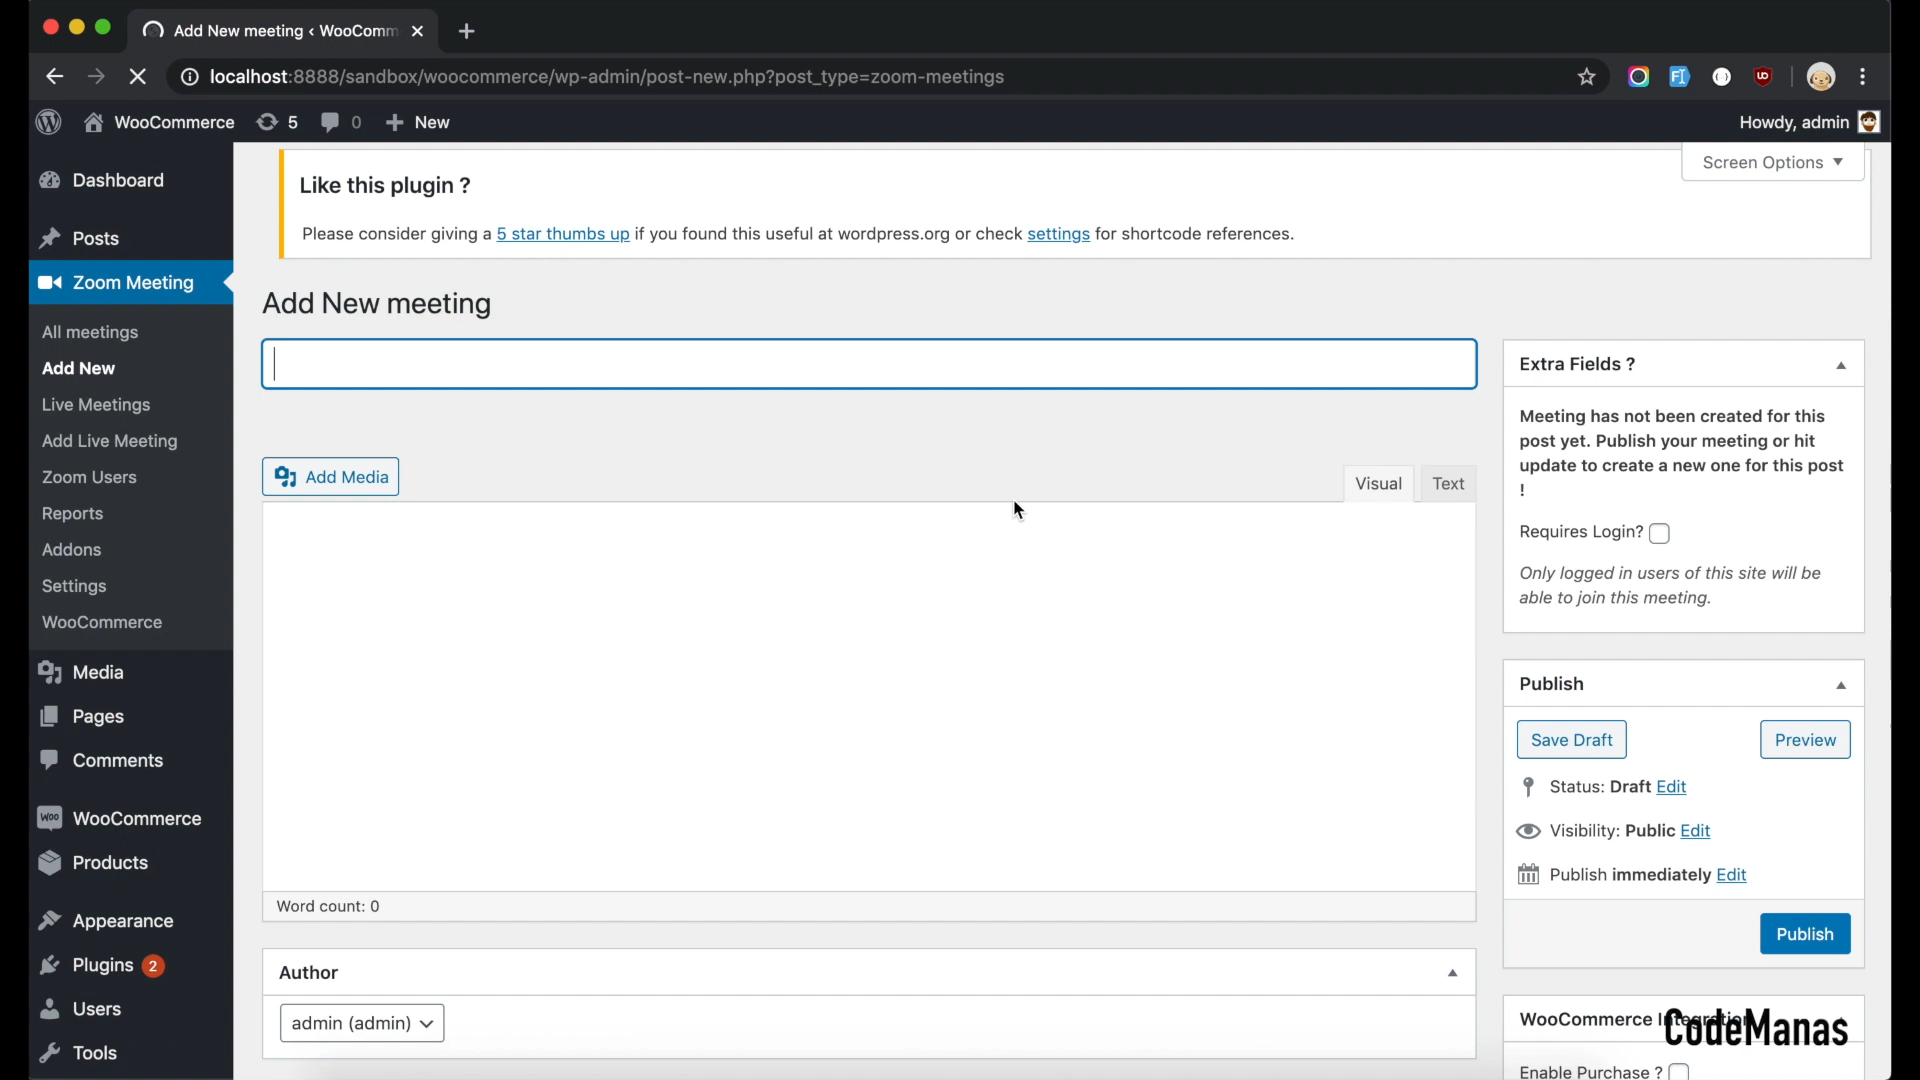 Add New meeting ‹ WooComm
localhost:8888/sandbox/woocommerce/wp-admin/post-new.php?post_type=zoom-meetings
WooCommerce 5 0 New
Howdy, admin
Screen Options
Dashboard
Posts
Zoom Meeting
All meetings
Add New
Live Meetings
Add Live Meeting
Zoom Users
Reports
Addons
Settings
WooCommerce
Media
Pages
Comments
WooCommerce
Products
Appearance
Plugins 2
Users
Tools
Like this plugin ?
Please consider giving a 5 star thumbs up if you found this useful at wordpress.org or check settings for shortcode references.
Add New meeting
Add Media
Visual
Text
Word count: 0
Author
admin (admin)
Extra Fields ?
Meeting has not been created for this
post yet. Publish your meeting or hit
update to create a new one for this post
!
Requires Login?
Only logged in users of this site will be
able to join this meeting.
Publish
Save Draft
Preview
Status: Draft Edit
Visibility: Public Edit
Publish immediately Edit
Publish
WooCommerce Integration
Enable Purchase ?
CodeManas